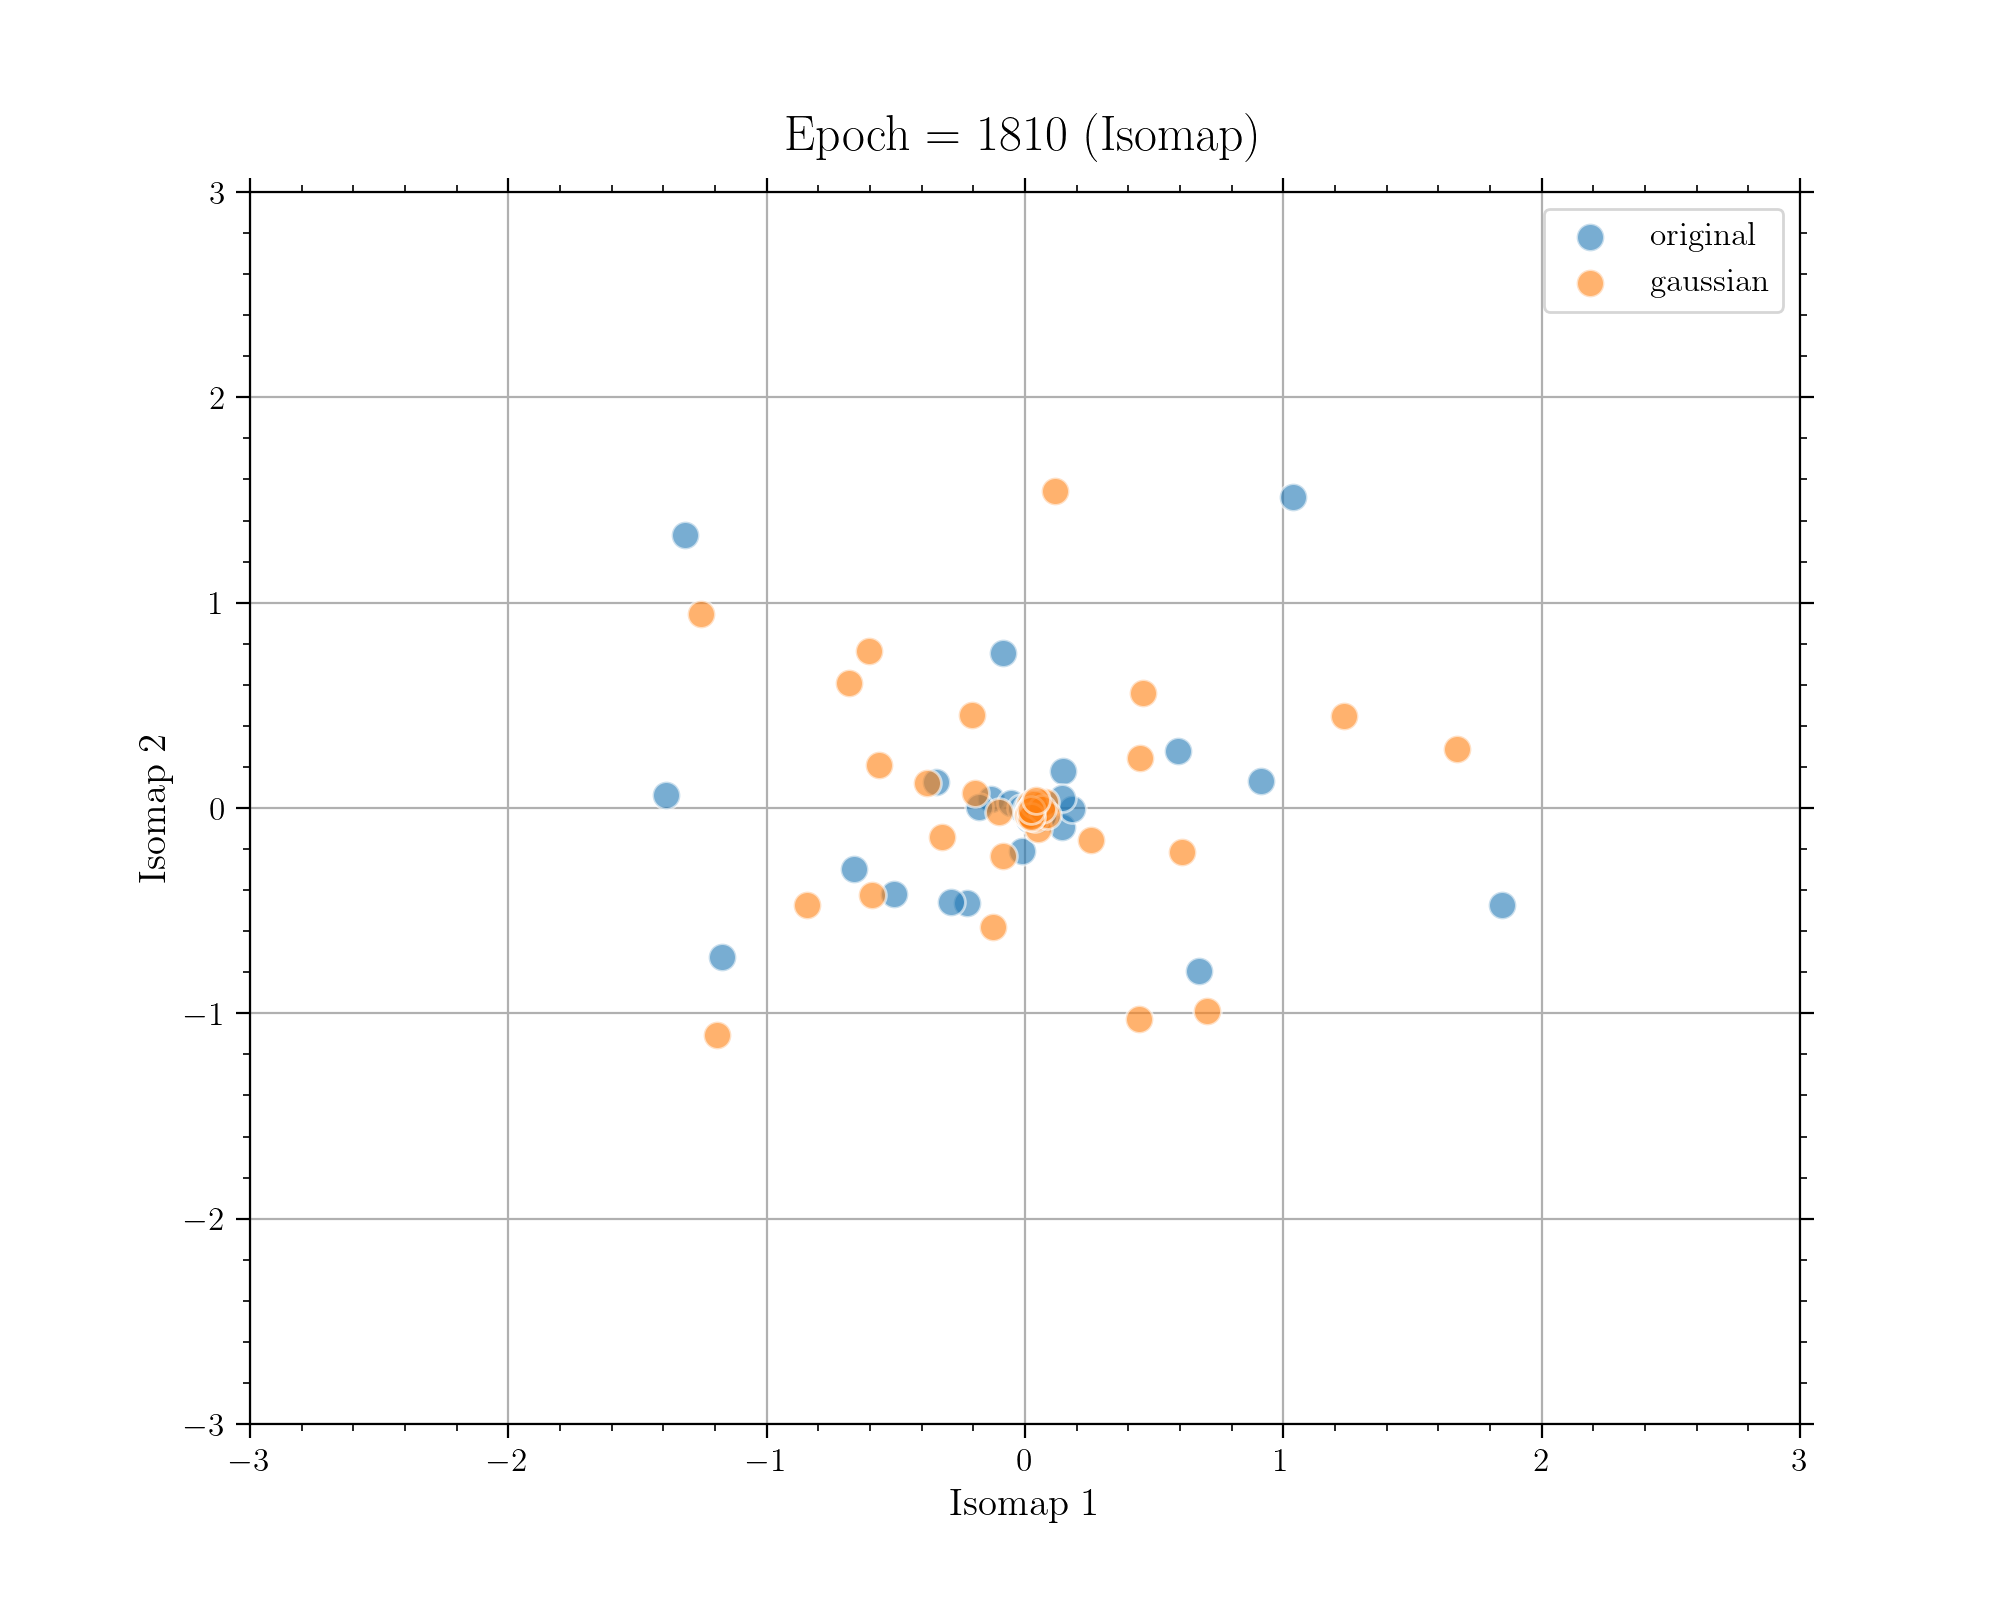 Epoch = 1810 (Isomap)
original
gaussian
3
2
1
0
−1
−2
−3
Isomap 2
−3
−2
−1
0
1
2
3
Isomap 1